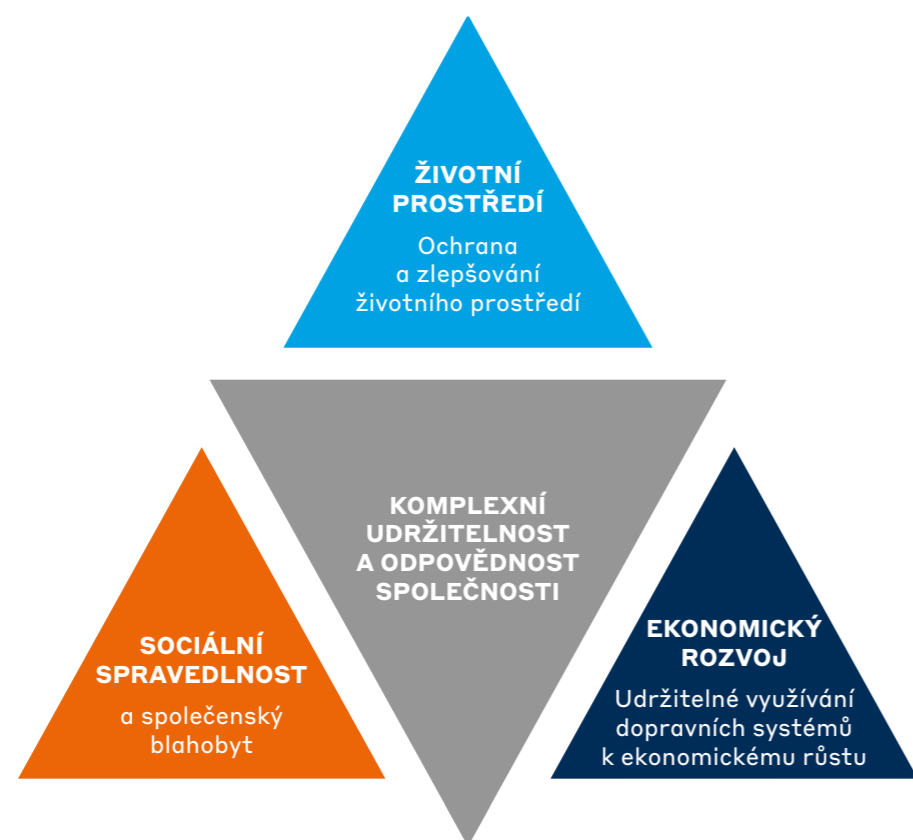 ŽIVOTNÍ
PROSTŘEDÍ
Ochrana
a zlepšování
životního prostředí
KOMPLEXNÍ
UDRŽITELNOST
A ODPOVĚDNOST
SPOLEČNOSTI
SOCIÁLNÍ
SPRAVEDLNOST
a společenský
blahobyt
EKONOMICKÝ
ROZVOJ
Udržitelné využívání
dopravních systémů
k ekonomickému růstu